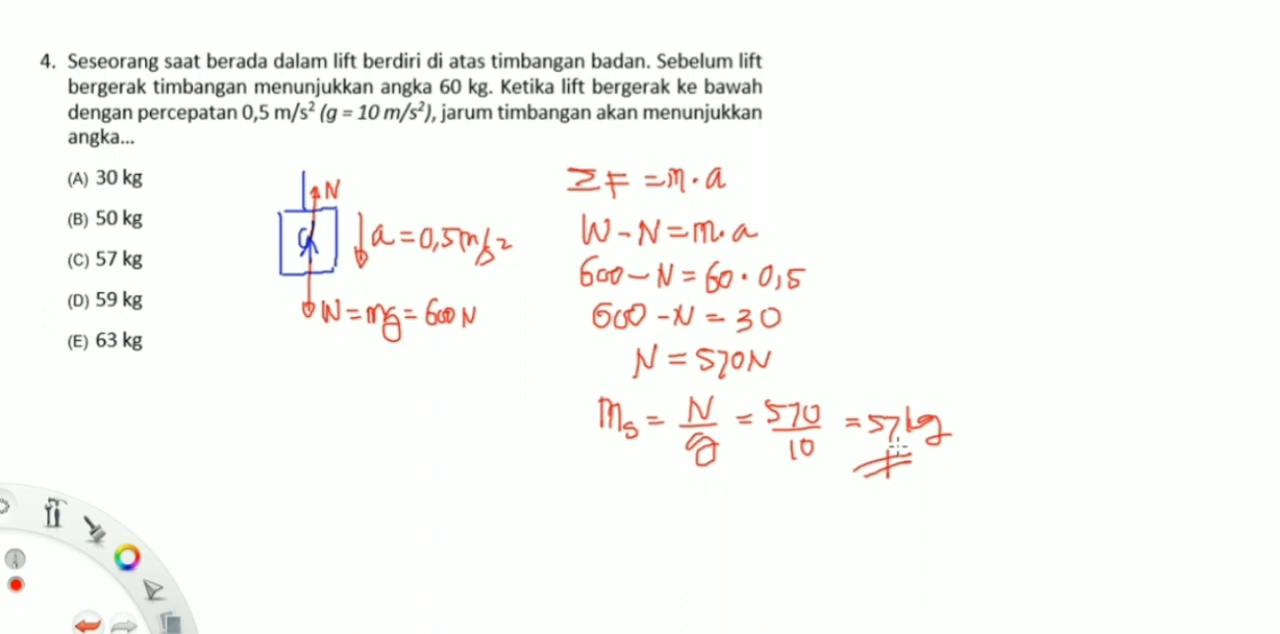 4. Seseorang saat berada dalam lift berdiri di atas timbangan badan. Sebelum lift
bergerak timbangan menunjukkan angka 60 kg. Ketika lift bergerak ke bawah
dengan percepatan 0,5 m/s² (g = 10 m/s²), jarum timbangan akan menunjukkan
angka...
(A) 30 kg
(B) 50 kg
(C) 57 kg
(D) 59 kg
(E) 63 kg
N
a = 0,5 m/s²
W = mg = 600 N
ΣF = m . a
W - N = m . a
600 - N = 60 . 0,5
600 - N = 30
N = 570 N
ms = N/g = 570/10 = 57 kg